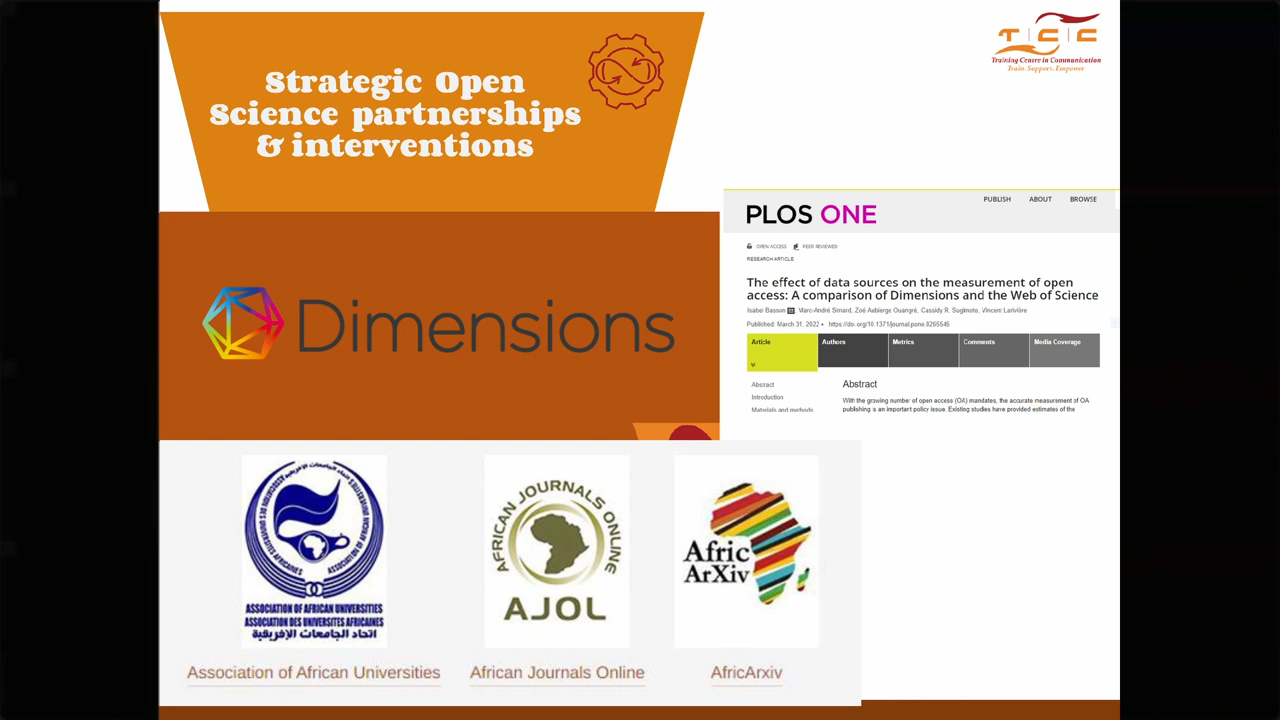 Strategic Open
Science partnerships
& interventions
T C C
Training Centre in Communication
Train. Support. Empower
Dimensions
PUBLISH ABOUT BROWSE
PLOS ONE
OPEN ACCESS PEER REVIEWED
RESEARCH ARTICLE
The effect of data sources on the measurement of open
access: A comparison of Dimensions and the Web of Science
Isabel Basson, Marc-André Simard, Zoé Aubierge Ouangré, Cassidy R. Sugimoto, Vincent Larivière
Published: March 31, 2022 • https://doi.org/10.1371/journal.pone.0265545
Article Authors Metrics Comments Media Coverage
Abstract
Introduction
Materials and methods
Abstract
With the growing number of open access (OA) mandates, the accurate measurement of OA
publishing is an important policy issue. Existing studies have provided estimates of the
ASSOCIATION OF AFRICAN UNIVERSITIES
ASSOCIATION DES UNIVERSITES AFRICAINES
اتحاد الجامعات الإفريقية
Association of African Universities
AFRICAN JOURNALS ONLINE
AJOL
African Journals Online
Afric
ArXiv
AfricArxiv